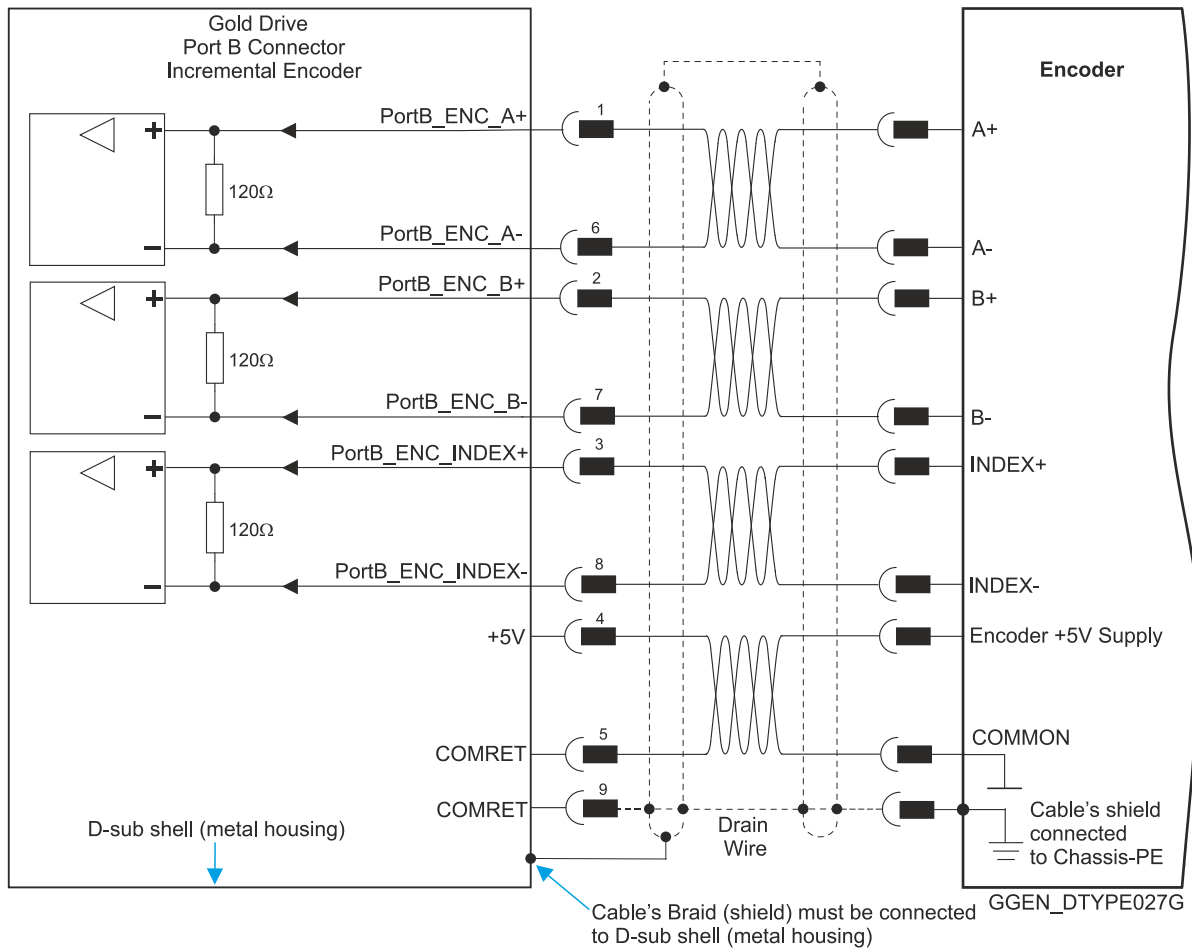 Gold Drive
Port B Connector
Incremental Encoder
Encoder
PortB_ENC_A+
1
A+
+
120Ω
PortB_ENC_A-
6
A-
−
PortB_ENC_B+
2
B+
+
120Ω
PortB_ENC_B-
7
B-
−
PortB_ENC_INDEX+
3
INDEX+
+
120Ω
PortB_ENC_INDEX-
8
INDEX-
−
+5V
4
Encoder +5V Supply
COMRET
5
COMMON
COMRET
9
Drain
Wire
Cable's shield
connected
to Chassis-PE
D-sub shell (metal housing)
GGEN_DTYPE027G
Cable's Braid (shield) must be connected
to D-sub shell (metal housing)